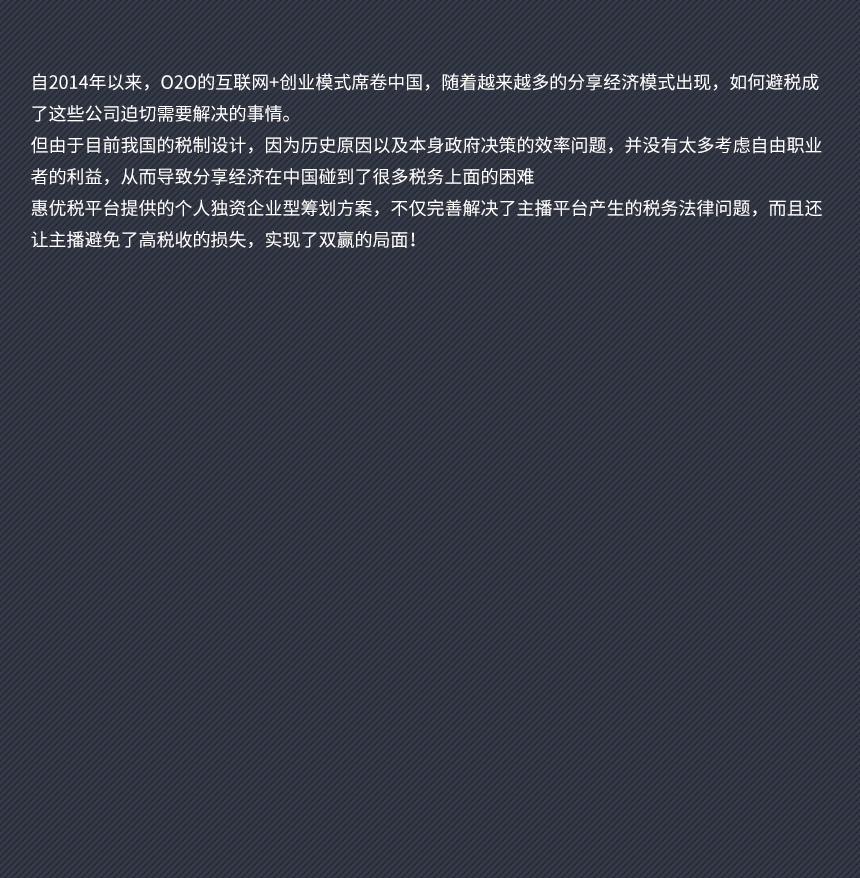 自2014年以来，O2O的互联网+创业模式席卷中国，随着越来越多的分享经济模式出现，如何避税成
了这些公司迫切需要解决的事情。
但由于目前我国的税制设计，因为历史原因以及本身政府决策的效率问题，并没有太多考虑自由职业
者的利益，从而导致分享经济在中国碰到了很多税务上面的困难
惠优税平台提供的个人独资企业型筹划方案，不仅完善解决了主播平台产生的税务法律问题，而且还
让主播避免了高税收的损失，实现了双赢的局面！